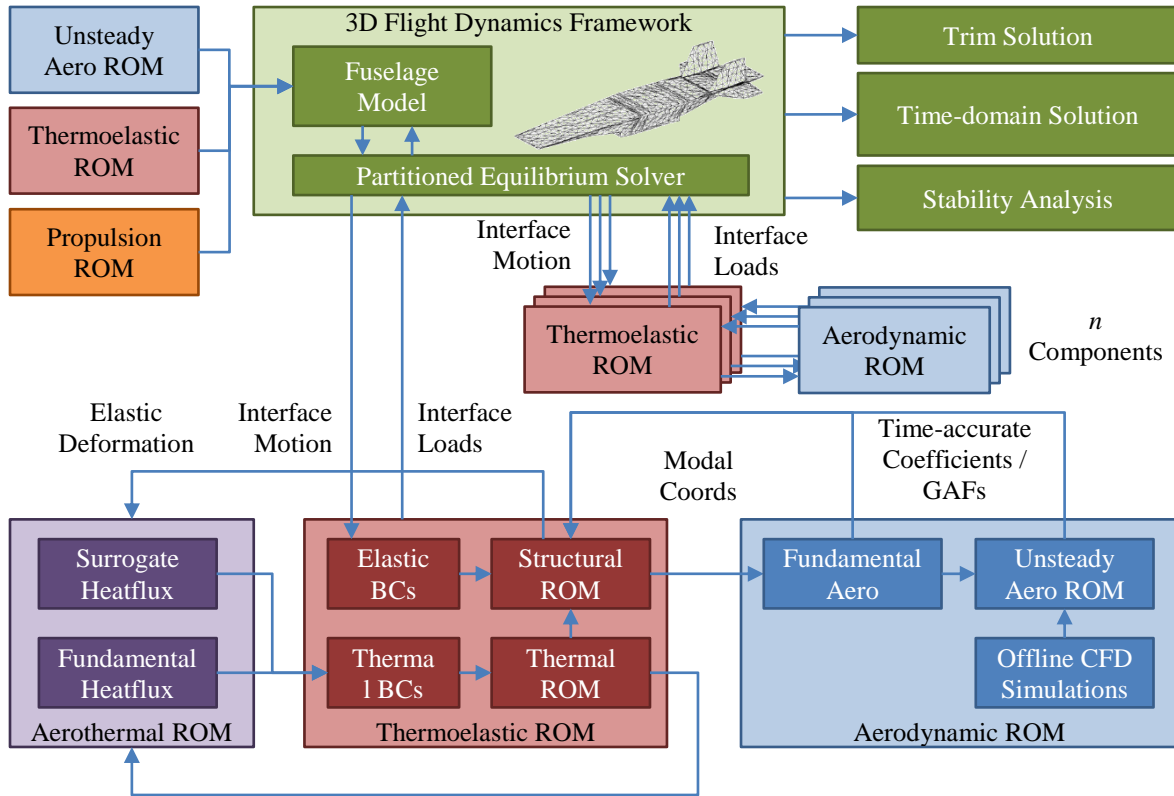 Unsteady
Aero ROM
Thermoelastic
ROM
Propulsion
ROM
3D Flight Dynamics Framework
Fuselage
Model
Partitioned Equilibrium Solver
Trim Solution
Time-domain Solution
Stability Analysis
Interface
Motion
Interface
Loads
Thermoelastic
ROM
Aerodynamic
ROM
n
Components
Elastic
Deformation
Interface
Motion
Interface
Loads
Modal
Coords
Time-accurate
Coefficients /
GAFs
Surrogate
Heatflux
Fundamental
Heatflux
Aerothermal ROM
Elastic
BCs
Structural
ROM
Therma
l BCs
Thermal
ROM
Thermoelastic ROM
Fundamental
Aero
Unsteady
Aero ROM
Offline CFD
Simulations
Aerodynamic ROM